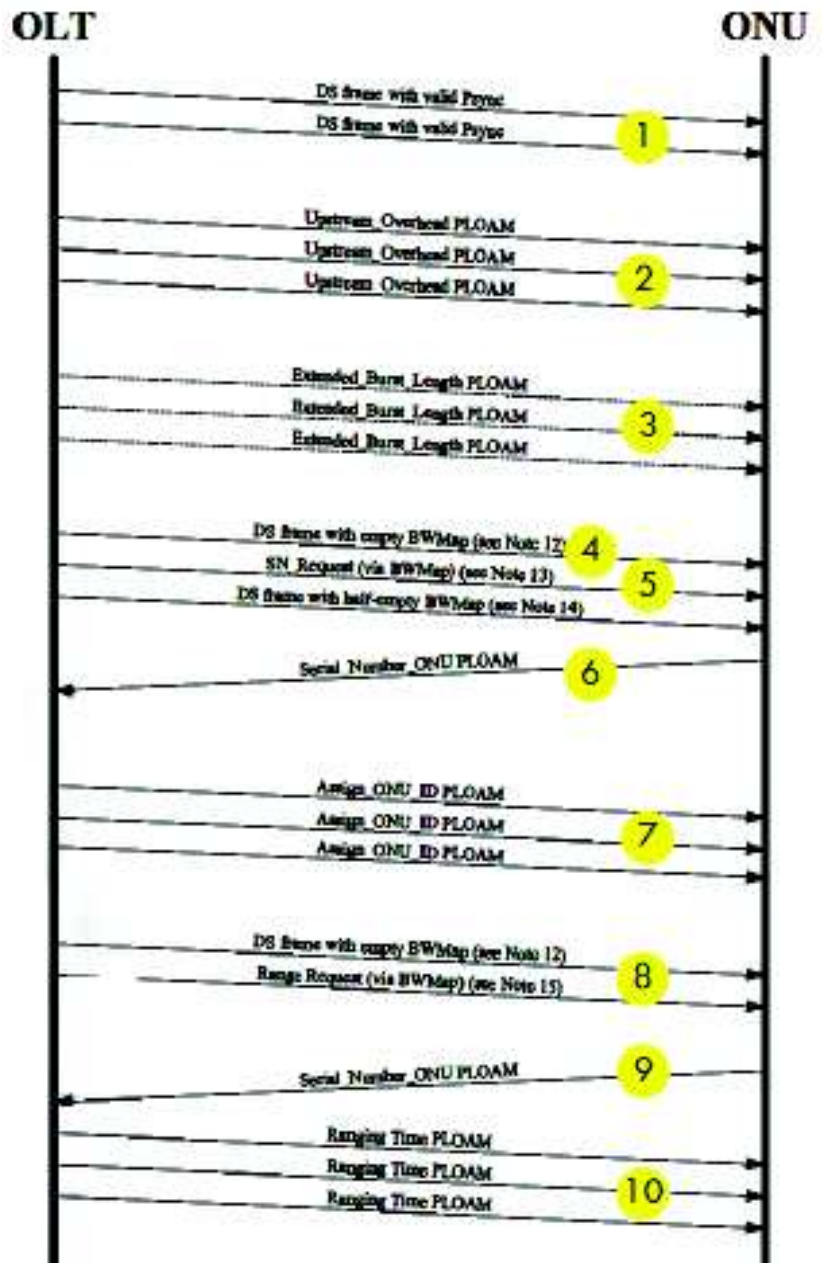 OLT ONU
DS frame with valid Psync
DS frame with valid Psync
1
Upstream_Overhead PLOAM
Upstream_Overhead PLOAM
Upstream_Overhead PLOAM
2
Extended_Burst_Length PLOAM
Extended_Burst_Length PLOAM
Extended_Burst_Length PLOAM
3
DS frame with empty BWMap (see Note 12)
4
SN_Request (via BWMap) (see Note 13)
5
DS frame with half-empty BWMap (see Note 14)
Serial_Number_ONU PLOAM
6
Assign_ONU_ID PLOAM
Assign_ONU_ID PLOAM
Assign_ONU_ID PLOAM
7
DS frame with empty BWMap (see Note 12)
Range Request (via BWMap) (see Note 15)
8
Serial_Number_ONU PLOAM
9
Ranging Time PLOAM
Ranging Time PLOAM
Ranging Time PLOAM
10